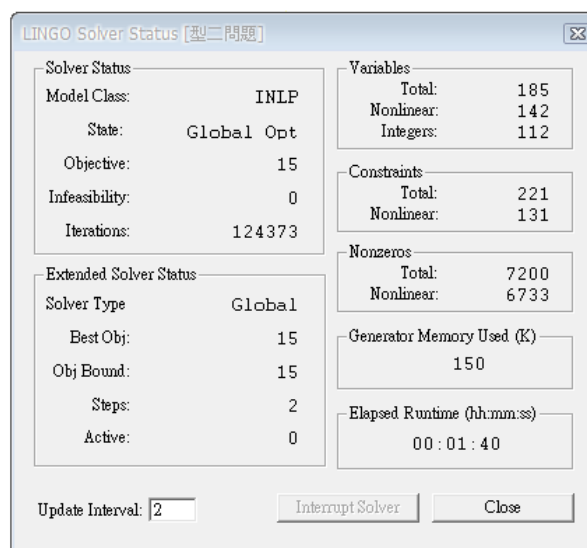 LINGO Solver Status [型二問題]
Solver Status
Model Class: INLP
State: Global Opt
Objective: 15
Infeasibility: 0
Iterations: 124373
Extended Solver Status
Solver Type Global
Best Obj: 15
Obj Bound: 15
Steps: 2
Active: 0
Variables
Total: 185
Nonlinear: 142
Integers: 112
Constraints
Total: 221
Nonlinear: 131
Nonzeros
Total: 7200
Nonlinear: 6733
Generator Memory Used (K)
150
Elapsed Runtime (hh:mm:ss)
00:01:40
Update Interval: 2
Interrupt Solver
Close